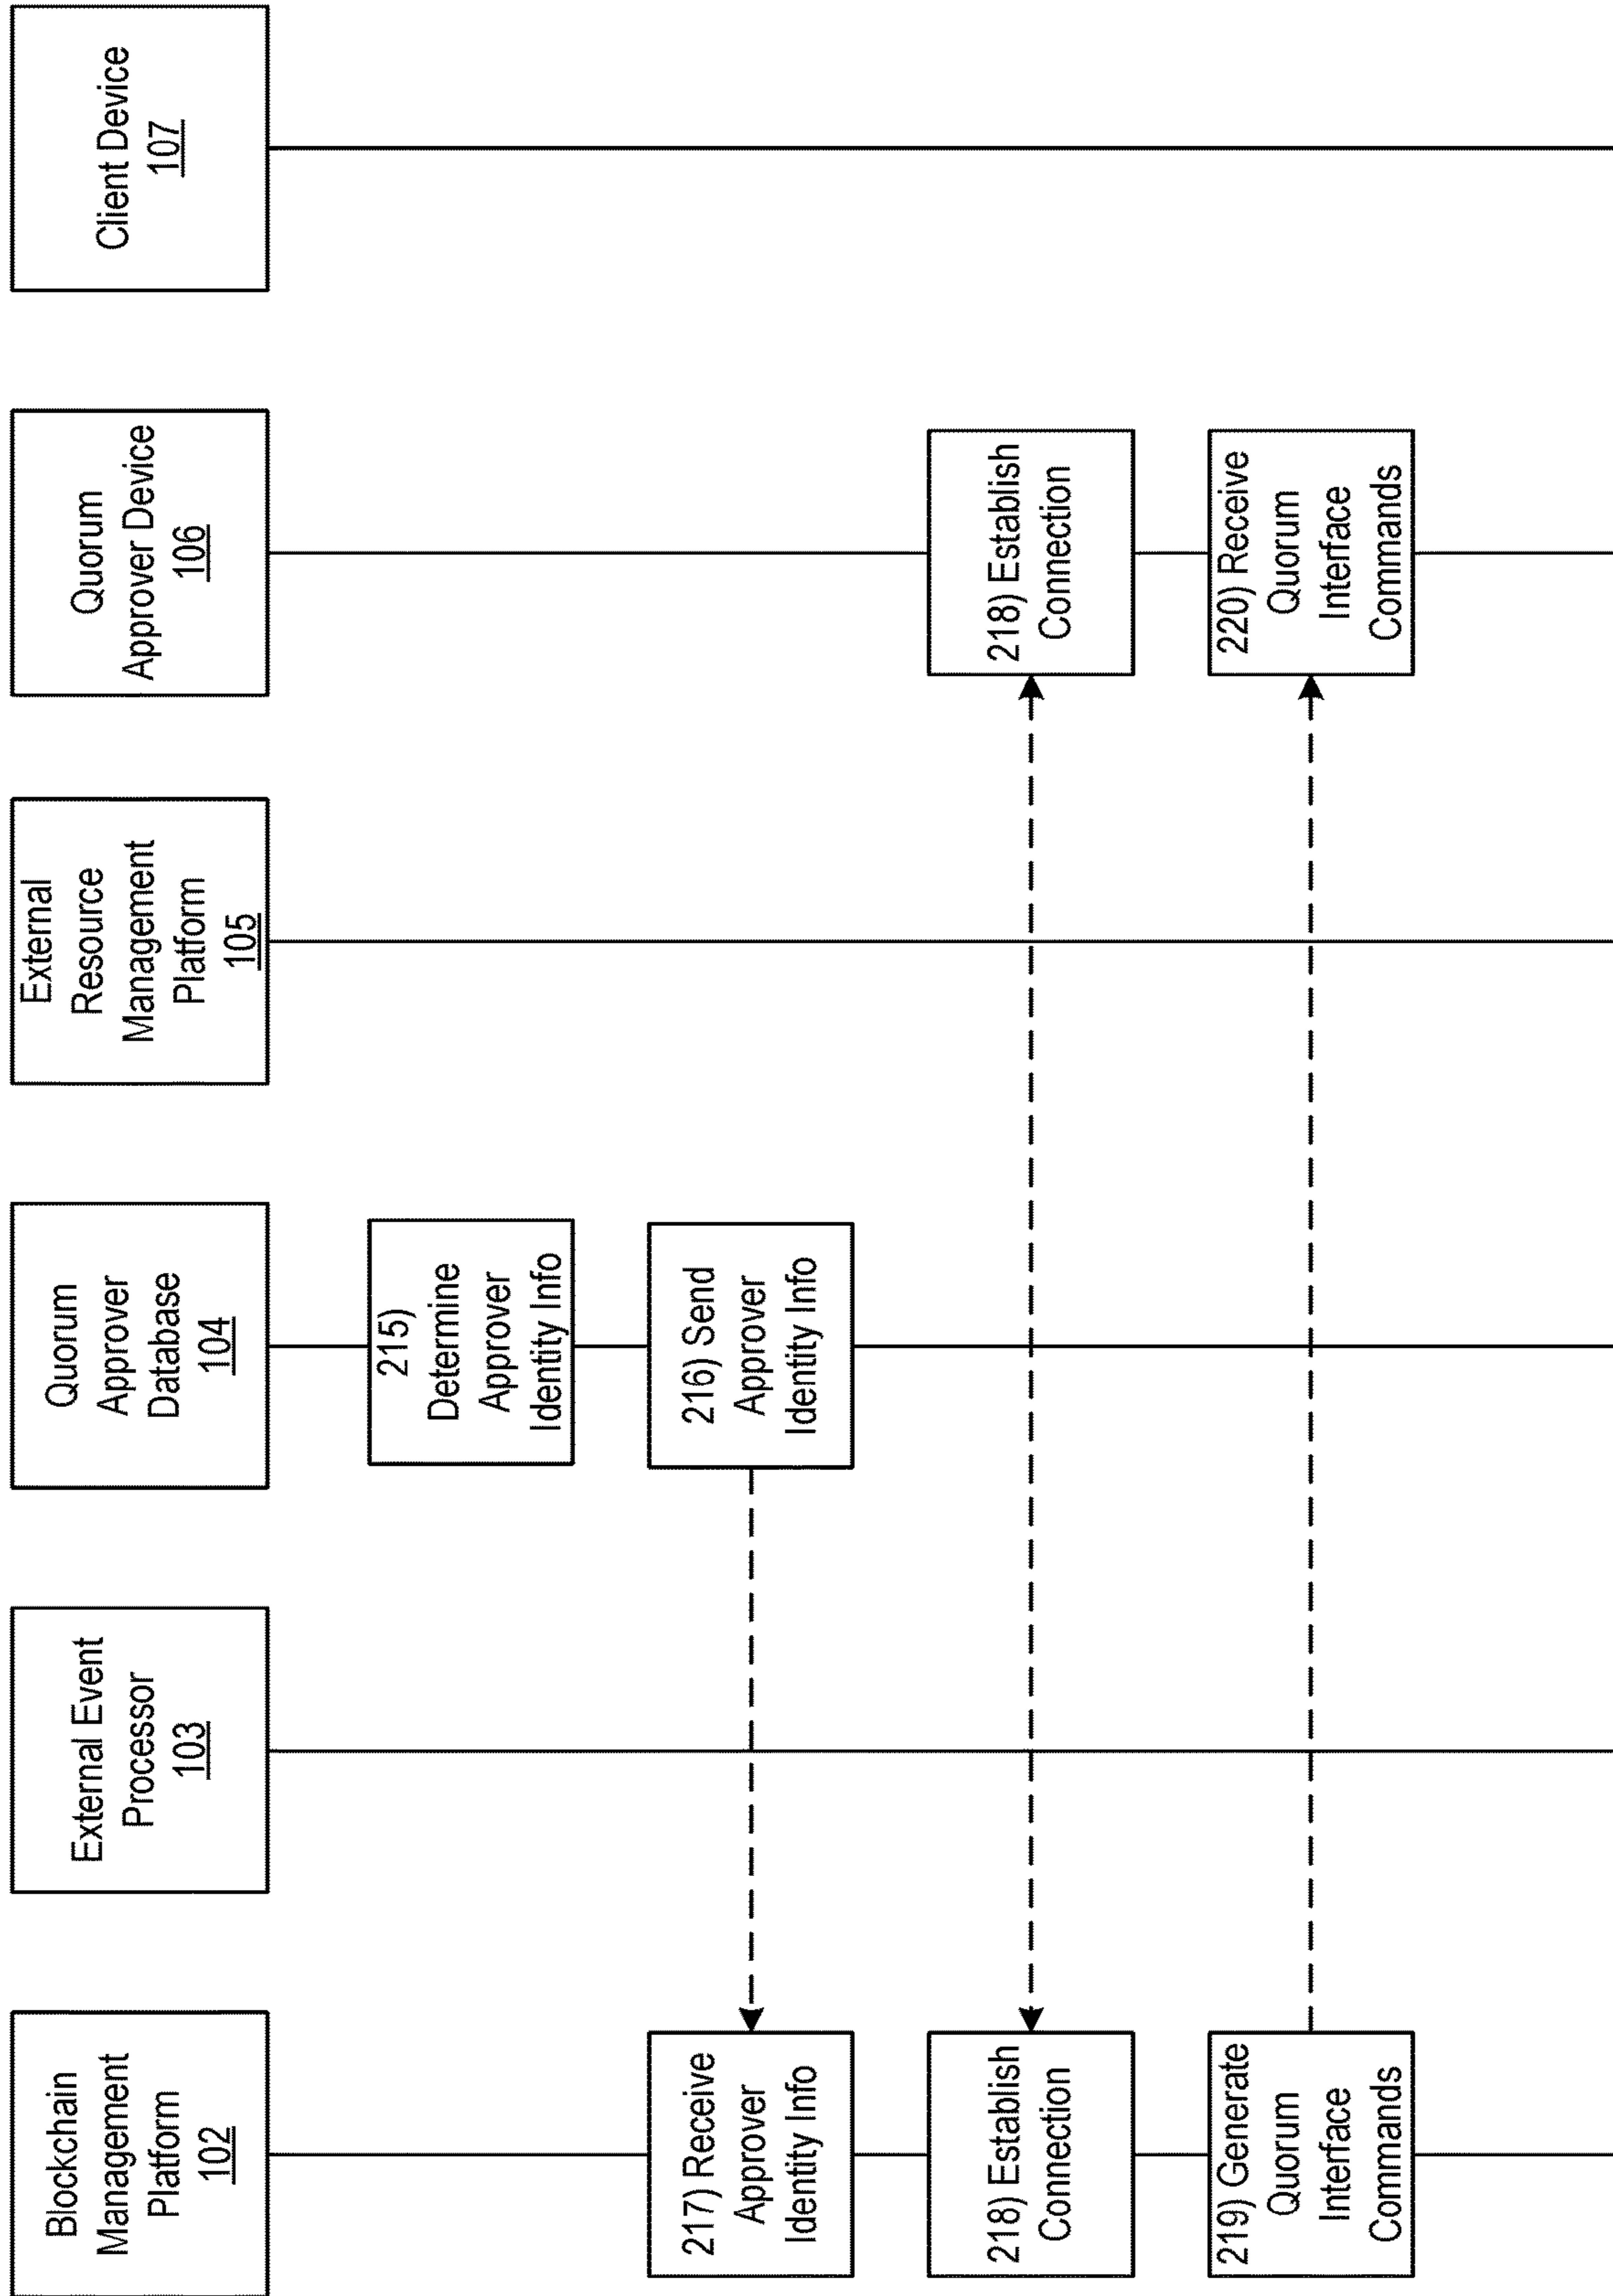 Blockchain
Management
Platform
102
External Event
Processor
103
Quorum
Approver
Database
104
External
Resource
Management
Platform
105
Quorum
Approver Device
106
Client Device
107
215)
Determine
Approver
Identity Info
217) Receive
Approver
Identity Info
216) Send
Approver
Identity Info
218) Establish
Connection
218) Establish
Connection
219) Generate
Quorum
Interface
Commands
220) Receive
Quorum
Interface
Commands